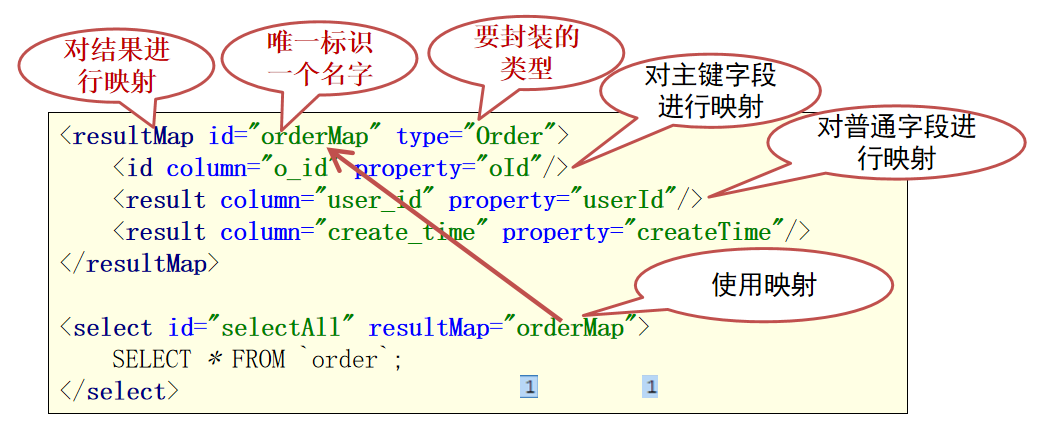 对结果进
行映射
唯一标识
一个名字
要封装的
类型
对主键字段
进行映射
对普通字段进
行映射
<resultMap id="orderMap" type="Order">
<id column="o_id" property="oId"/>
<result column="user_id" property="userId"/>
<result column="create_time" property="createTime"/>
</resultMap>
使用映射
<select id="selectAll" resultMap="orderMap">
SELECT * FROM `order`;
</select>
1 1